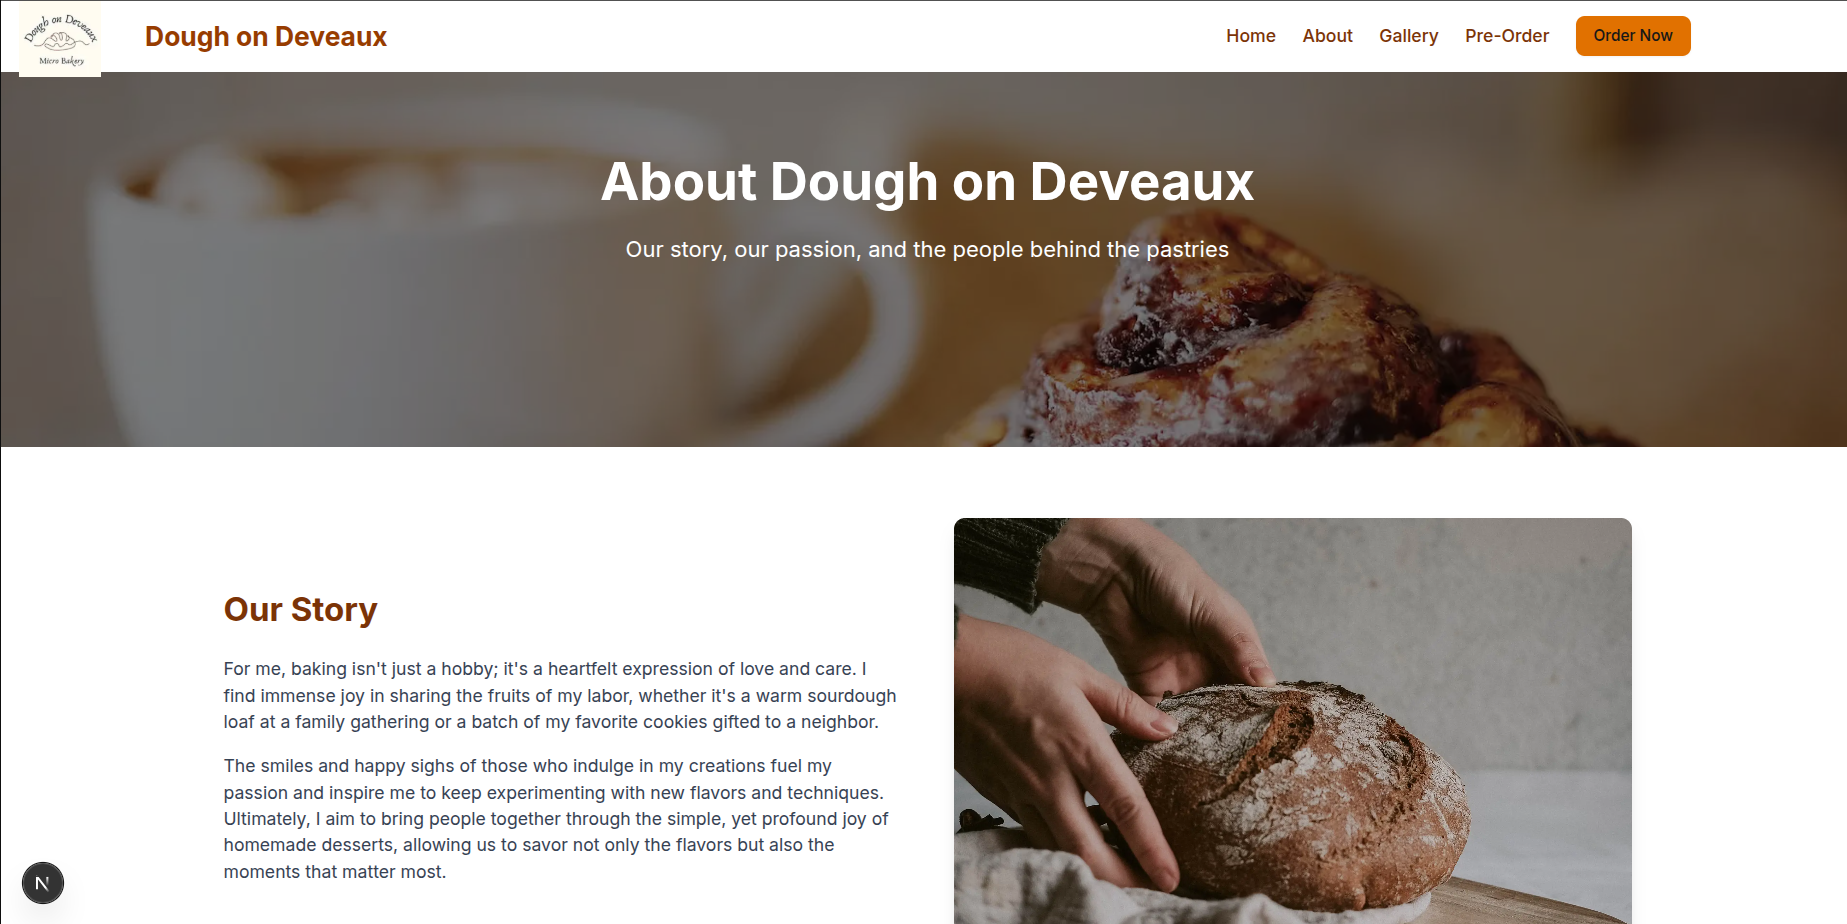 Dough on Deveaux
Micro Bakery
Dough on Deveaux
Home About Gallery Pre-Order Order Now
About Dough on Deveaux
Our story, our passion, and the people behind the pastries
Our Story
For me, baking isn't just a hobby; it's a heartfelt expression of love and care. I
find immense joy in sharing the fruits of my labor, whether it's a warm sourdough
loaf at a family gathering or a batch of my favorite cookies gifted to a neighbor.
The smiles and happy sighs of those who indulge in my creations fuel my
passion and inspire me to keep experimenting with new flavors and techniques.
Ultimately, I aim to bring people together through the simple, yet profound joy of
homemade desserts, allowing us to savor not only the flavors but also the
moments that matter most.
N